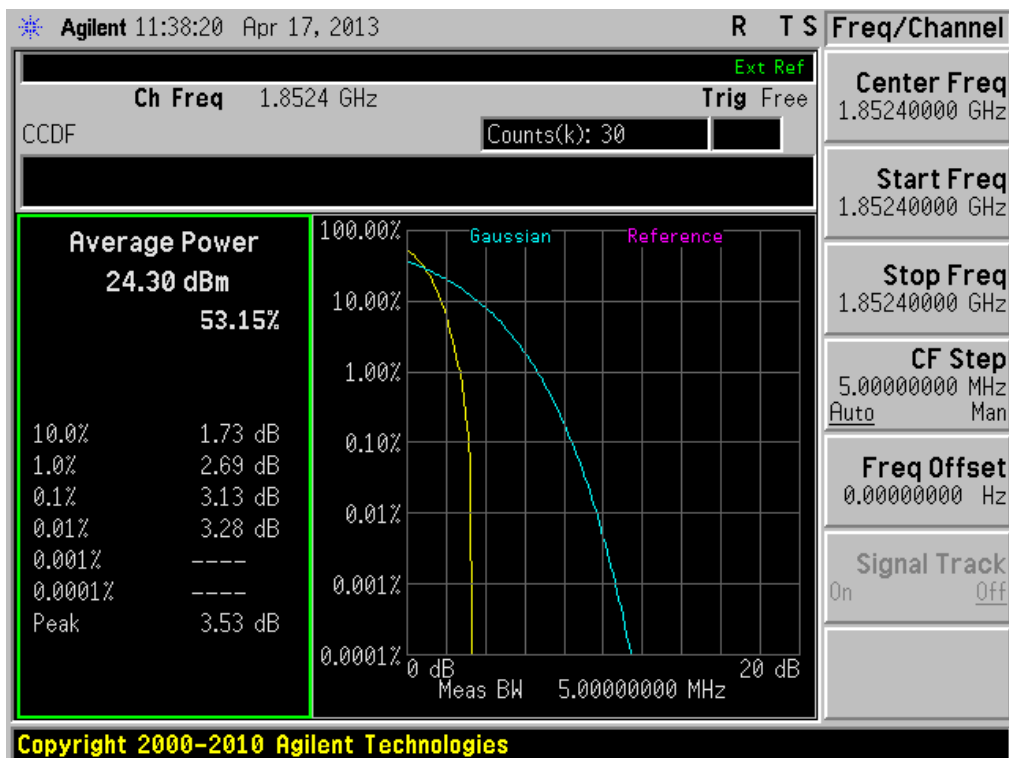 Agilent 11:38:20 Apr 17, 2013 R T S
Freq/Channel
Ext Ref
Ch Freq 1.8524 GHz Trig Free
CCDF Counts(k): 30
Average Power
24.30 dBm
53.15%
10.0% 1.73 dB
1.0% 2.69 dB
0.1% 3.13 dB
0.01% 3.28 dB
0.001% ----
0.0001% ----
Peak 3.53 dB
Gaussian Reference
100.00%
10.00%
1.00%
0.10%
0.01%
0.001%
0.0001%
0 dB 20 dB
Meas BW 5.00000000 MHz
Center Freq
1.85240000 GHz
Start Freq
1.85240000 GHz
Stop Freq
1.85240000 GHz
CF Step
5.00000000 MHz
Auto Man
Freq Offset
0.00000000 Hz
Signal Track
On Off
Copyright 2000-2010 Agilent Technologies